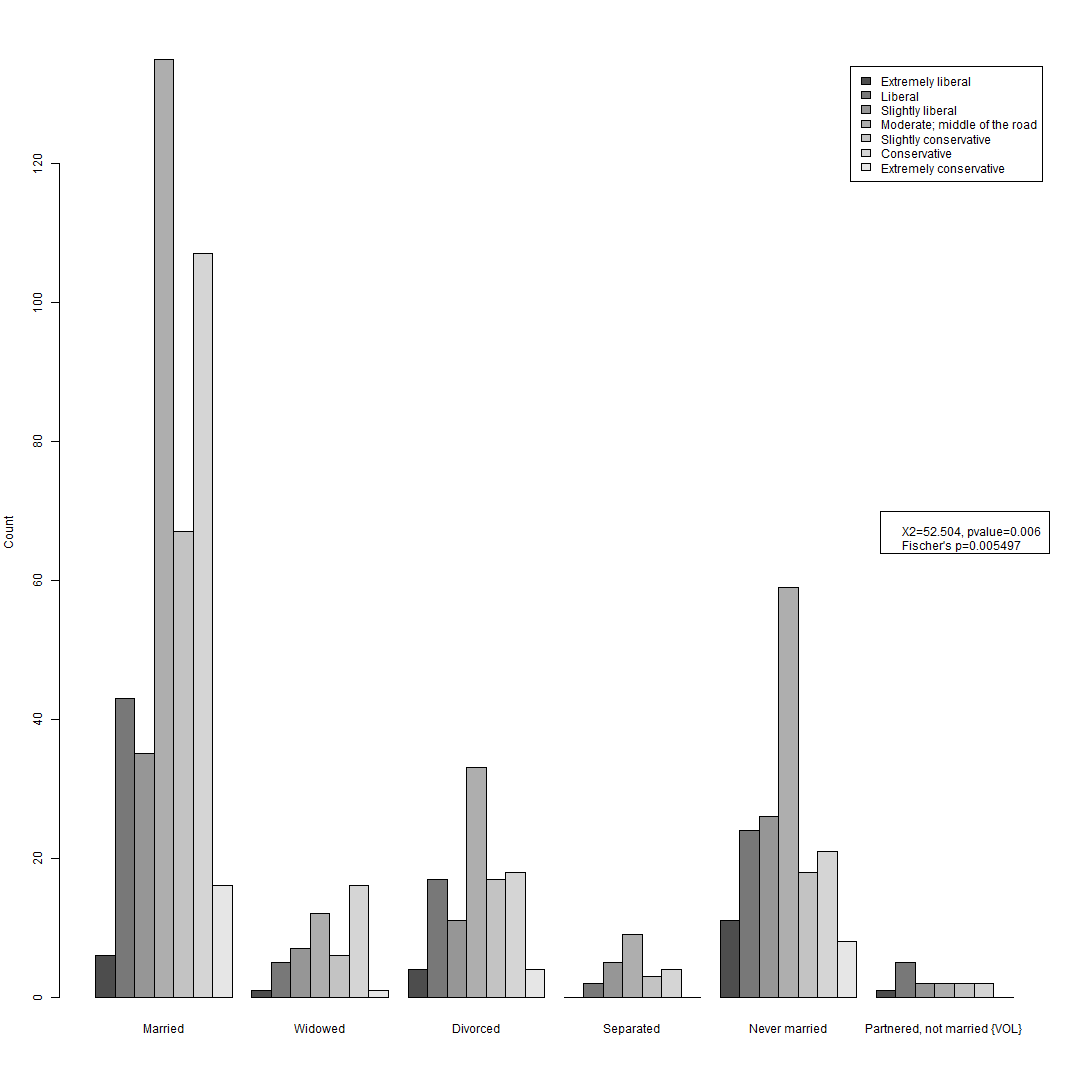 Extremely liberal
Liberal
Slightly liberal
Moderate; middle of the road
Slightly conservative
Conservative
Extremely conservative
120
100
80
60
40
20
0
Count
X2=52.504, pvalue=0.006
Fischer's p=0.005497
Married
Widowed
Divorced
Separated
Never married
Partnered, not married {VOL}